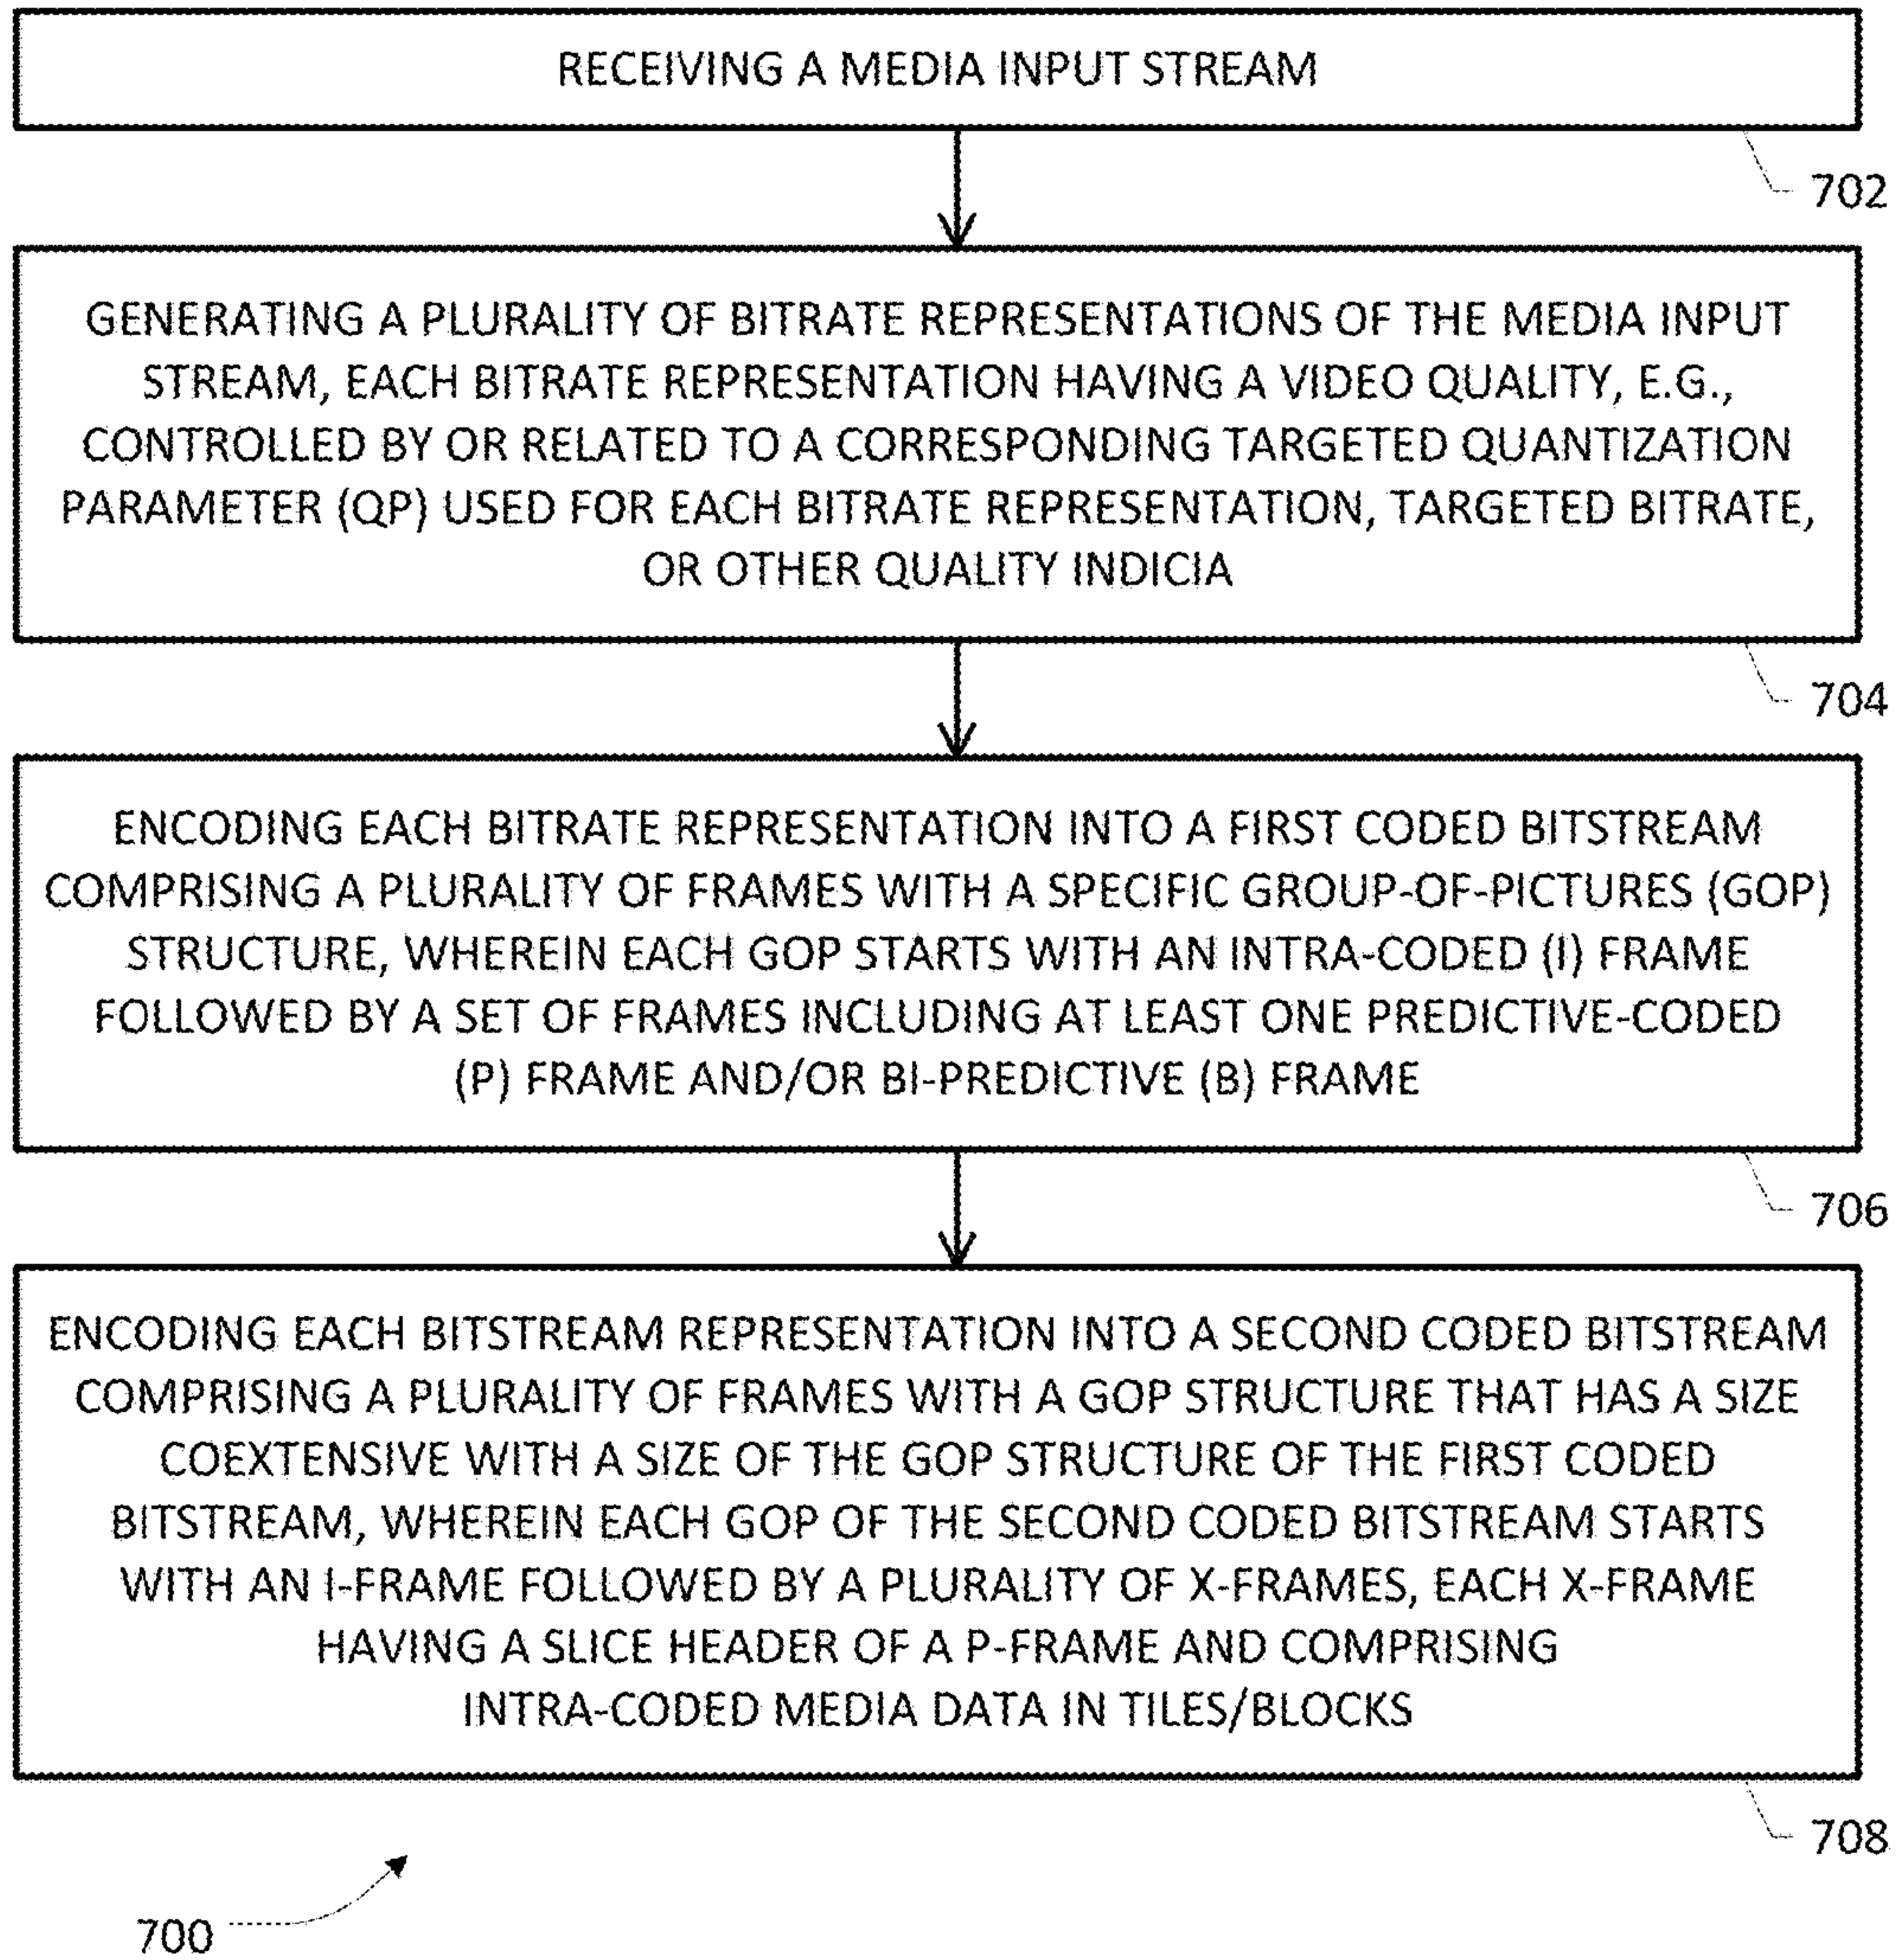 RECEIVING A MEDIA INPUT STREAM
702
GENERATING A PLURALITY OF BITRATE REPRESENTATIONS OF THE MEDIA INPUT
STREAM, EACH BITRATE REPRESENTATION HAVING A VIDEO QUALITY, E.G.,
CONTROLLED BY OR RELATED TO A CORRESPONDING TARGETED QUANTIZATION
PARAMETER (QP) USED FOR EACH BITRATE REPRESENTATION, TARGETED BITRATE,
OR OTHER QUALITY INDICIA
704
ENCODING EACH BITRATE REPRESENTATION INTO A FIRST CODED BITSTREAM
COMPRISING A PLURALITY OF FRAMES WITH A SPECIFIC GROUP-OF-PICTURES (GOP)
STRUCTURE, WHEREIN EACH GOP STARTS WITH AN INTRA-CODED (I) FRAME
FOLLOWED BY A SET OF FRAMES INCLUDING AT LEAST ONE PREDICTIVE-CODED
(P) FRAME AND/OR BI-PREDICTIVE (B) FRAME
706
ENCODING EACH BITSTREAM REPRESENTATION INTO A SECOND CODED BITSTREAM
COMPRISING A PLURALITY OF FRAMES WITH A GOP STRUCTURE THAT HAS A SIZE
COEXTENSIVE WITH A SIZE OF THE GOP STRUCTURE OF THE FIRST CODED
BITSTREAM, WHEREIN EACH GOP OF THE SECOND CODED BITSTREAM STARTS
WITH AN I-FRAME FOLLOWED BY A PLURALITY OF X-FRAMES, EACH X-FRAME
HAVING A SLICE HEADER OF A P-FRAME AND COMPRISING
INTRA-CODED MEDIA DATA IN TILES/BLOCKS
708
700